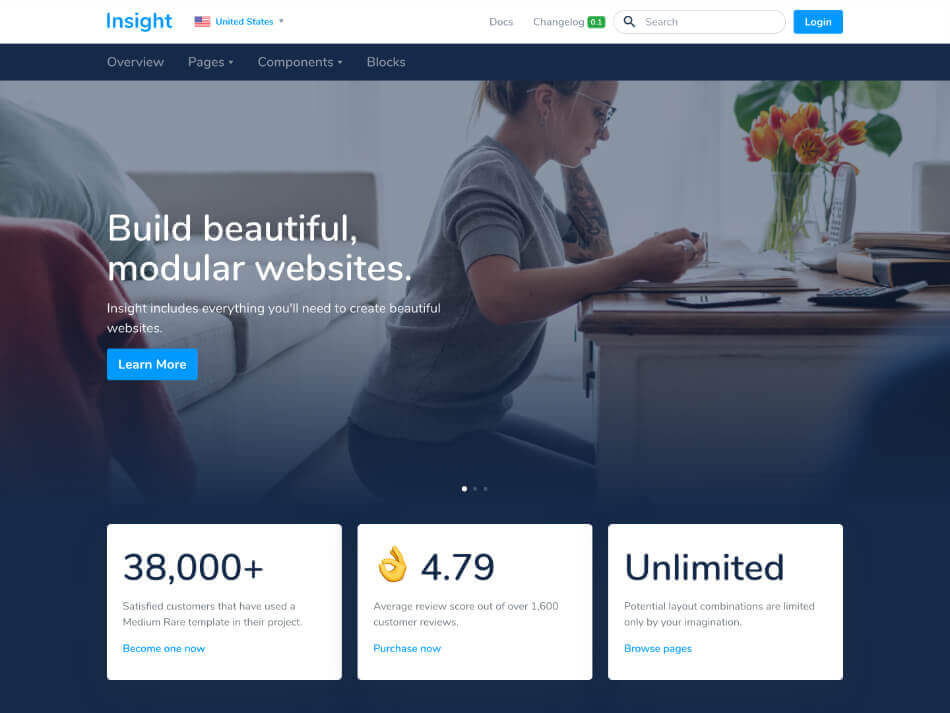 Insight
United States
Docs
Changelog 0.1
Search
Login
Overview
Pages
Components
Blocks
Build beautiful,
modular websites.
Insight includes everything you'll need to create beautiful
websites.
Learn More
38,000+
Satisfied customers that have used a
Medium Rare template in their project.
Become one now
👌 4.79
Average review score out of over 1,600
customer reviews.
Purchase now
Unlimited
Potential layout combinations are limited
only by your imagination.
Browse pages